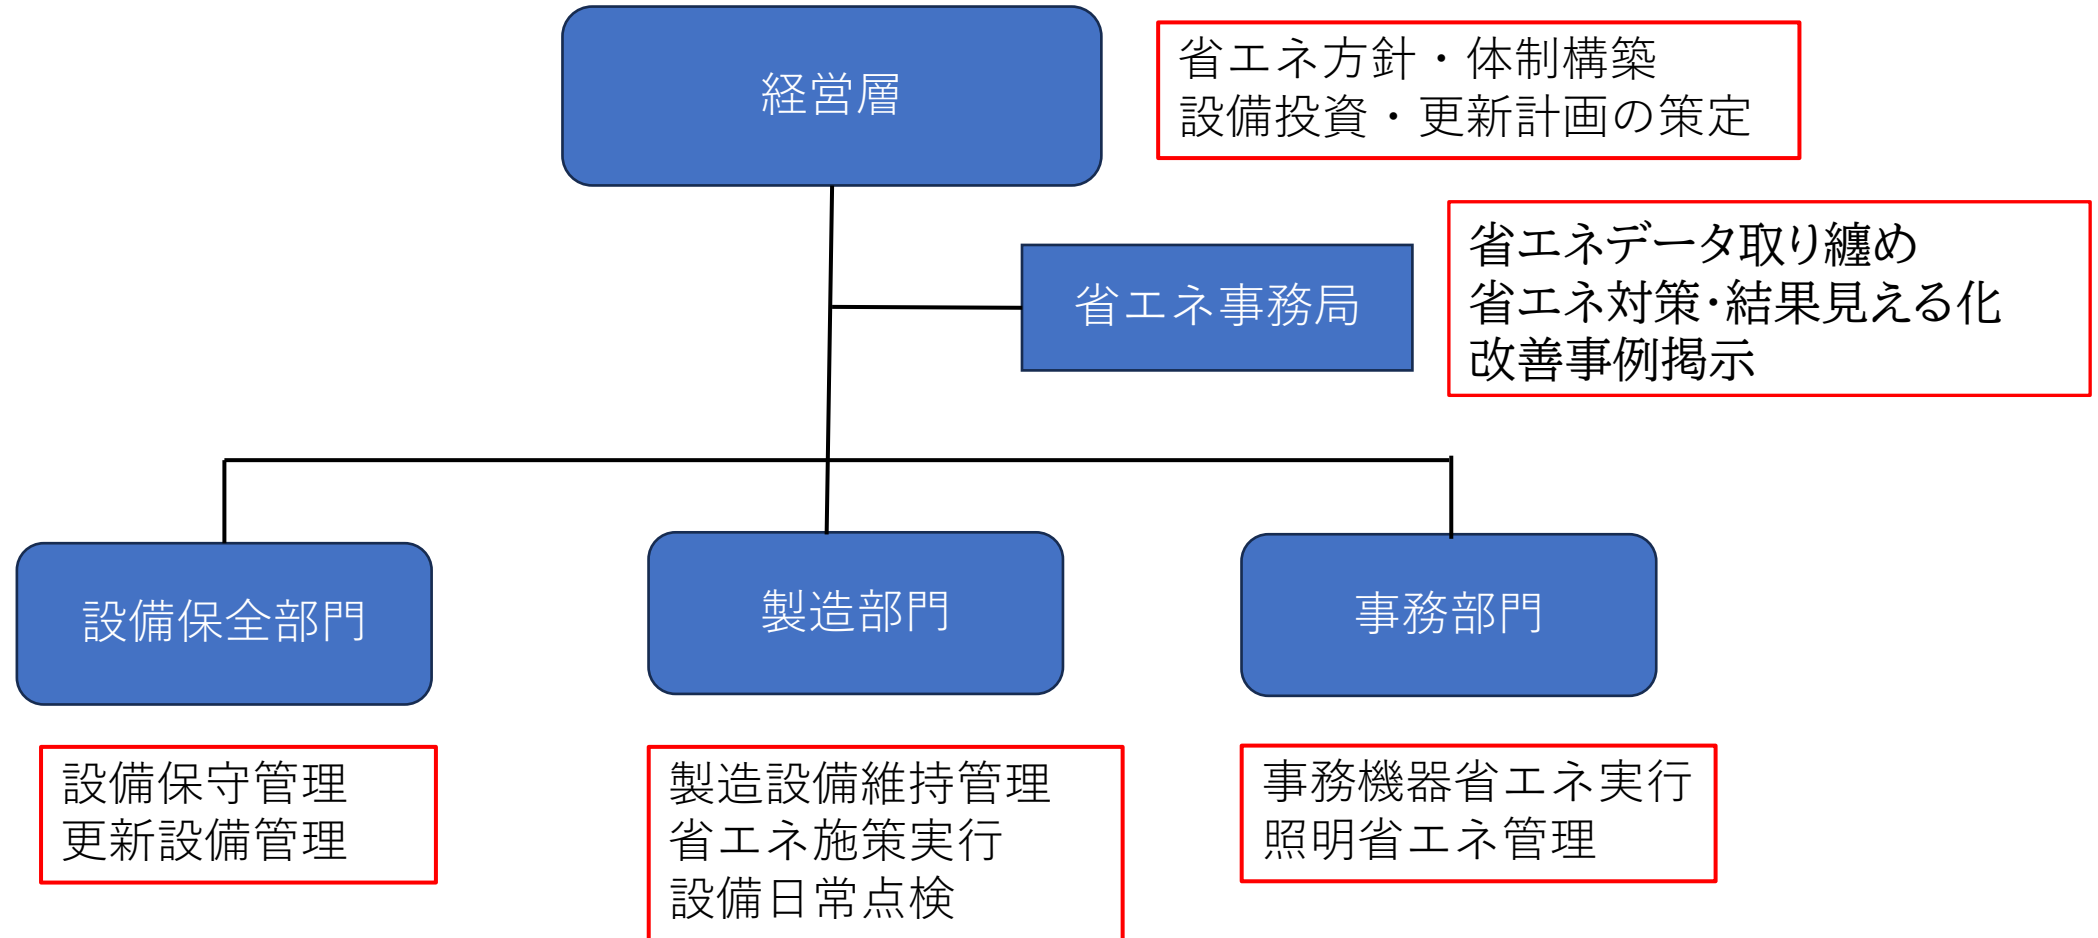 経営層
省エネ方針・体制構築
設備投資・更新計画の策定
省エネ事務局
省エネデータ取り纏め
省エネ対策・結果見える化
改善事例掲示
設備保全部門
製造部門
事務部門
設備保守管理
更新設備管理
製造設備維持管理
省エネ施策実行
設備日常点検
事務機器省エネ実行
照明省エネ管理